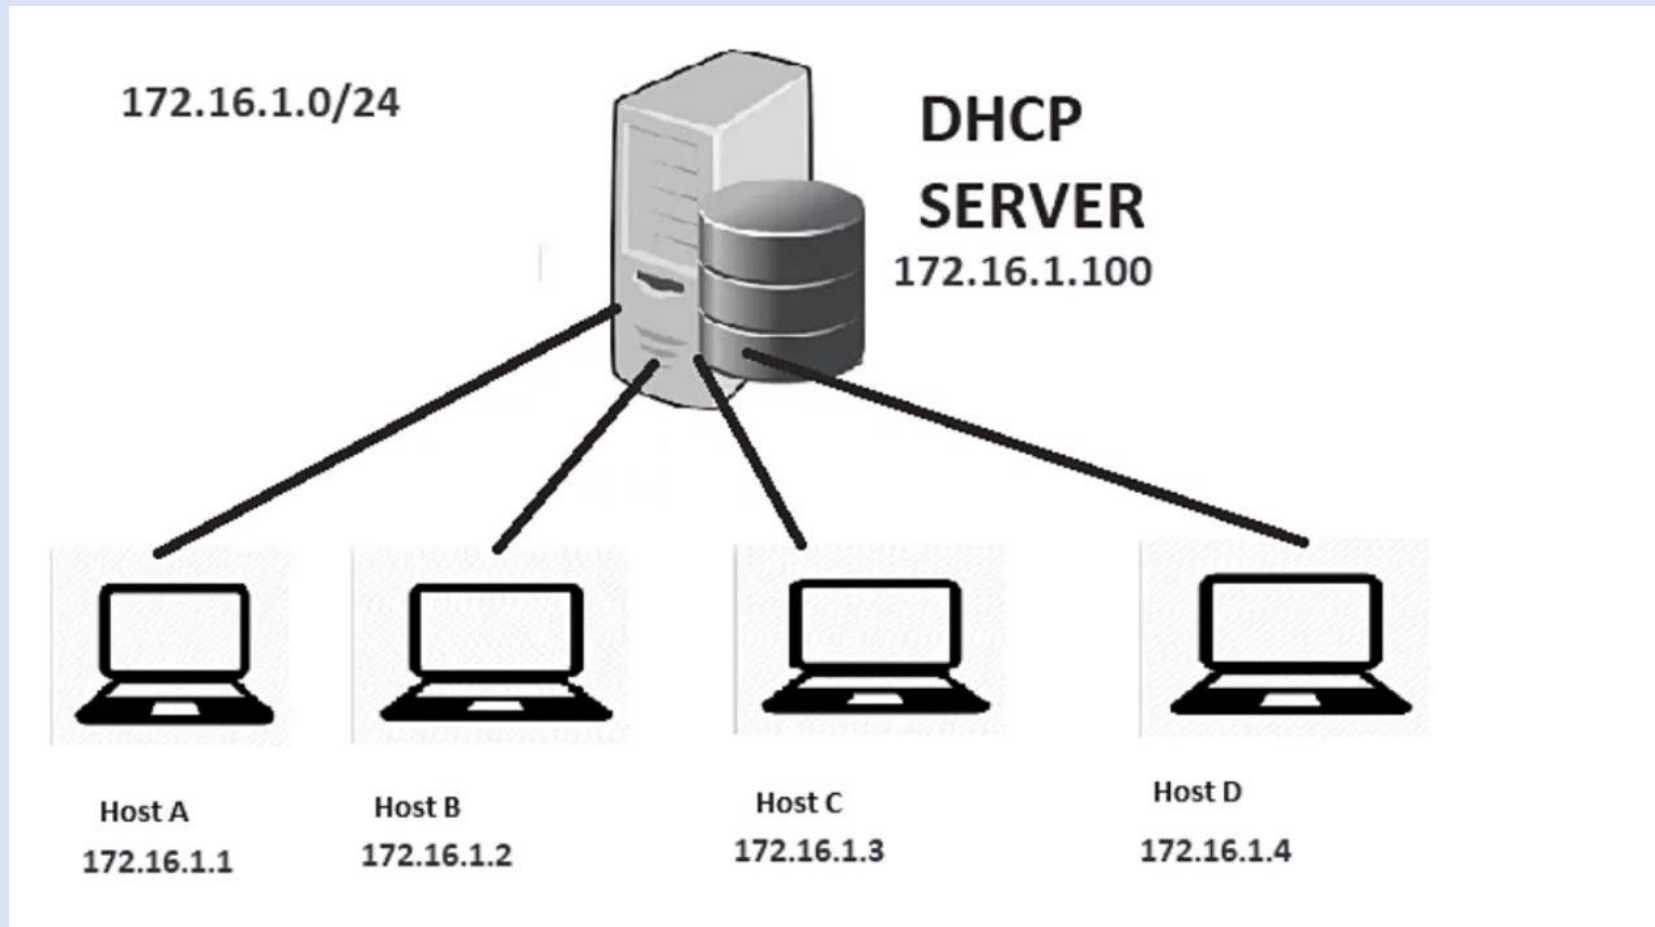 172.16.1.0/24
DHCP
SERVER
172.16.1.100
Host A
172.16.1.1
Host B
172.16.1.2
Host C
172.16.1.3
Host D
172.16.1.4